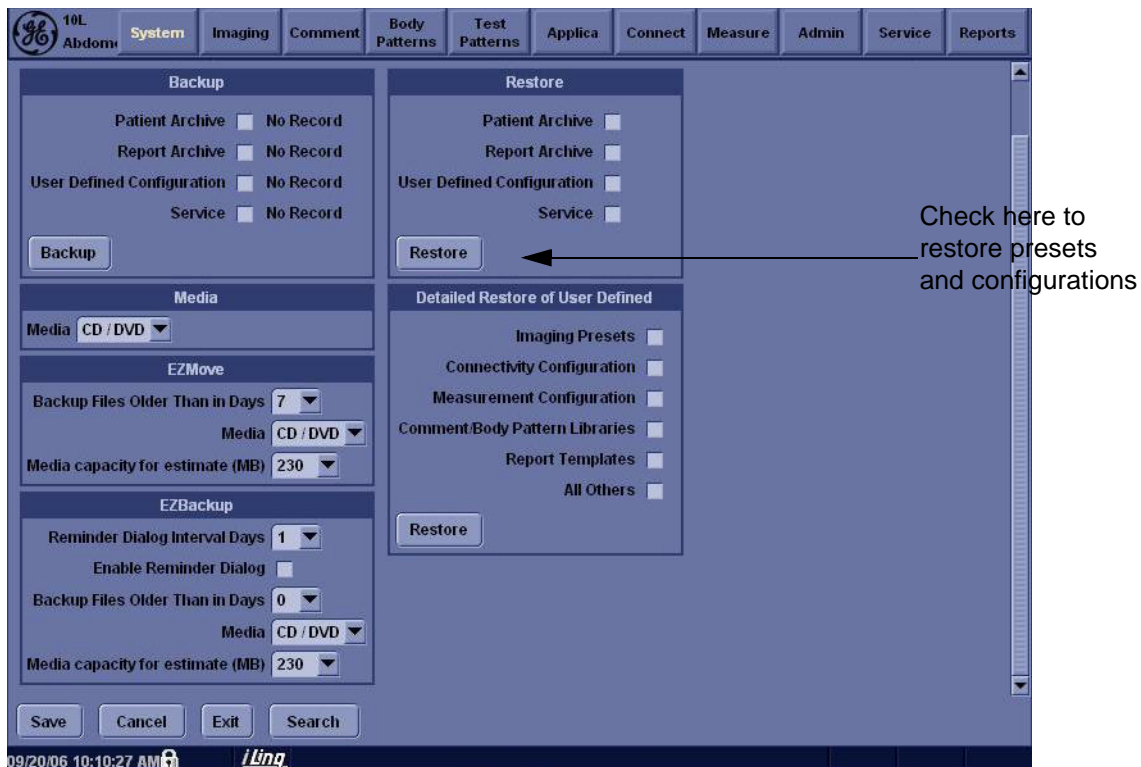 10L
Abdome
System
Imaging
Comment
Body
Patterns
Test
Patterns
Applica
Connect
Measure
Admin
Service
Reports
Backup
Patient Archive No Record
Report Archive No Record
User Defined Configuration No Record
Service No Record
Backup
Media
Media CD / DVD
EZMove
Backup Files Older Than in Days 7
Media CD / DVD
Media capacity for estimate (MB) 230
EZBackup
Reminder Dialog Interval Days 1
Enable Reminder Dialog
Backup Files Older Than in Days 0
Media CD / DVD
Media capacity for estimate (MB) 230
Restore
Patient Archive
Report Archive
User Defined Configuration
Service
Restore
Detailed Restore of User Defined
Imaging Presets
Connectivity Configuration
Measurement Configuration
Comment/Body Pattern Libraries
Report Templates
All Others
Restore
Check here to
restore presets
and configurations
Save
Cancel
Exit
Search
09/20/06 10:10:27 AM
iLinq